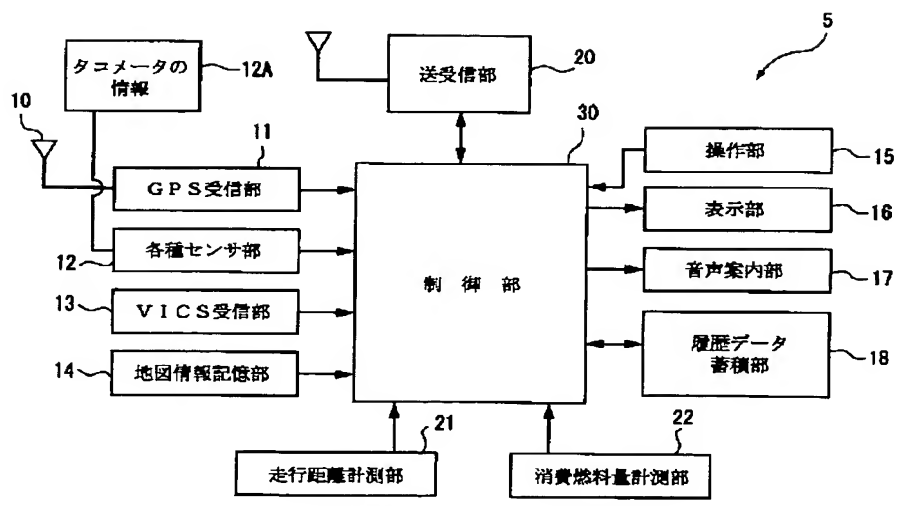 5
タコメータの
情報
12A
送受信部
20
10
11
30
GPS受信部
操作部
15
表示部
16
各種センサ部
12
制御部
音声案内部
17
13
VICS受信部
履歴データ
蓄積部
18
14
地図情報記憶部
21
22
走行距離計測部
消費燃料量計測部